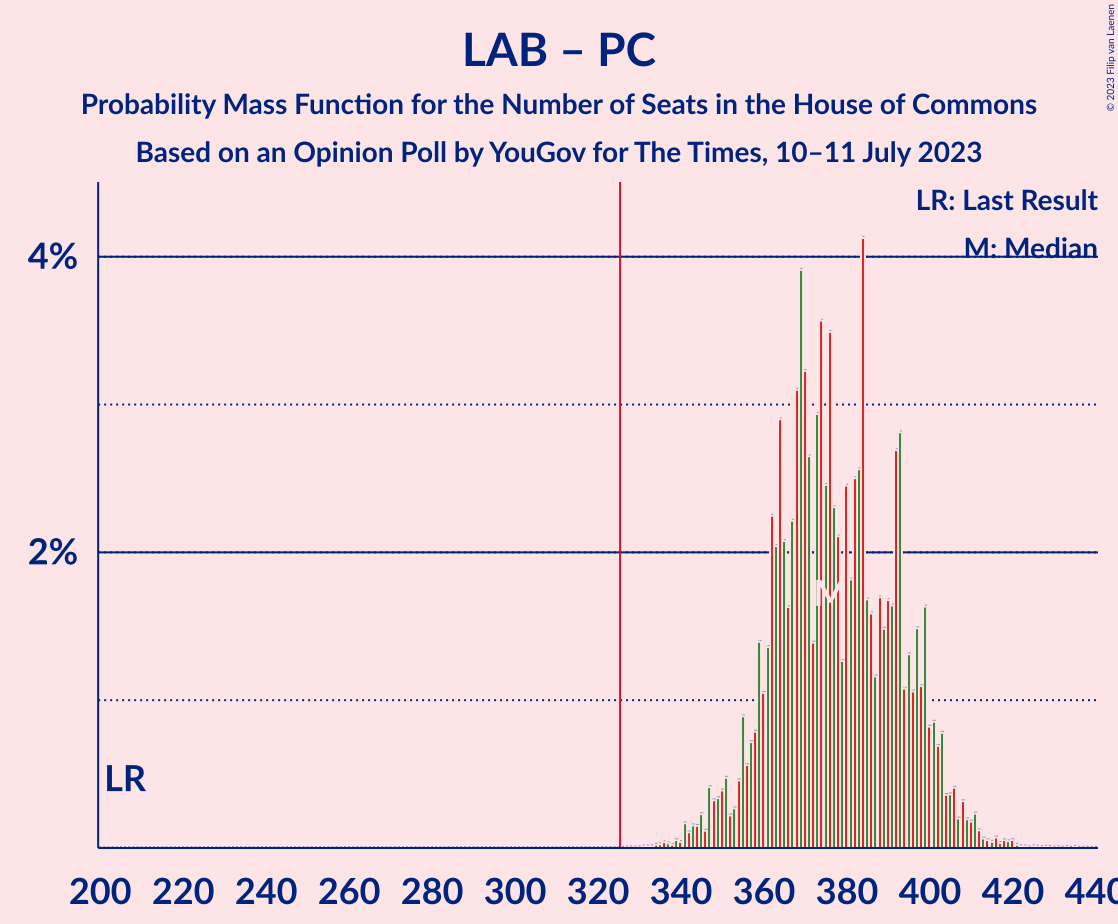 LAB – PC
Probability Mass Function for the Number of Seats in the House of Commons
Based on an Opinion Poll by YouGov for The Times, 10–11 July 2023
© 2023 Filip van Laenen
LR: Last Result
M: Median
4%
2%
M
LR
200 220 240 260 280 300 320 340 360 380 400 420 440